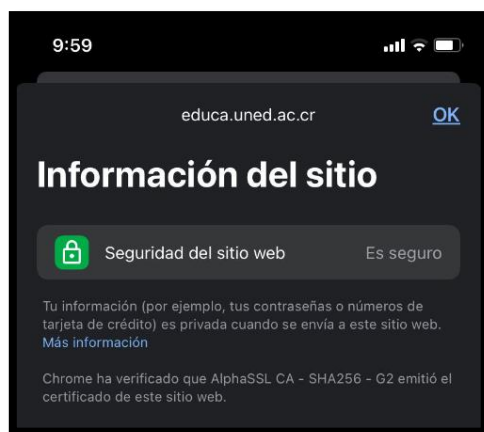 9:59
educa.uned.ac.cr OK
Información del sitio
Seguridad del sitio web Es seguro
Tu información (por ejemplo, tus contraseñas o números de
tarjeta de crédito) es privada cuando se envía a este sitio web.
Más información
Chrome ha verificado que AlphaSSL CA - SHA256 - G2 emitió el
certificado de este sitio web.